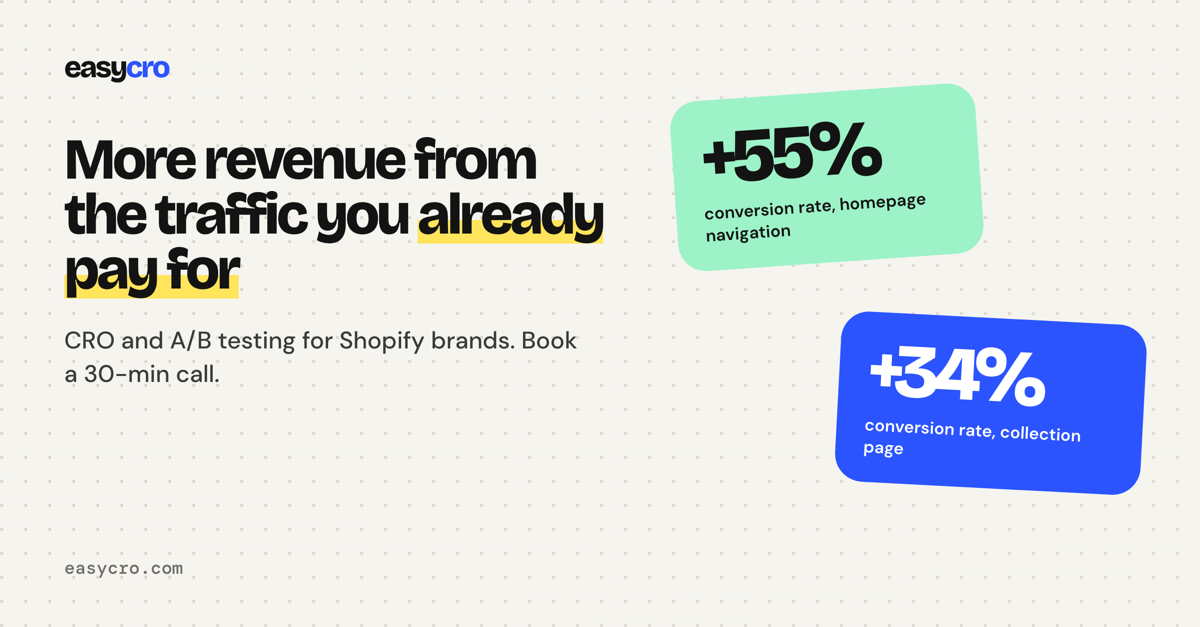 easycro
More revenue from
the traffic you already
pay for
CRO and A/B testing for Shopify brands. Book
a 30-min call.
easycro.com
+55%
conversion rate, homepage
navigation
+34%
conversion rate, collection
page